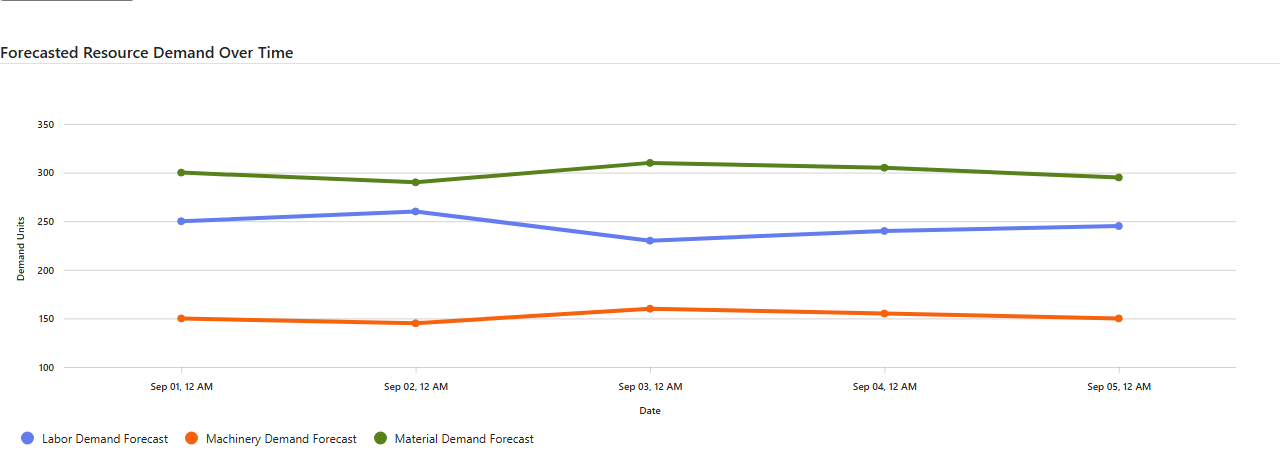 Forecasted Resource Demand Over Time
350
300
250
200
150
100
Demand Units
Sep 01, 12 AM Sep 02, 12 AM Sep 03, 12 AM Sep 04, 12 AM Sep 05, 12 AM
Date
Labor Demand Forecast Machinery Demand Forecast Material Demand Forecast